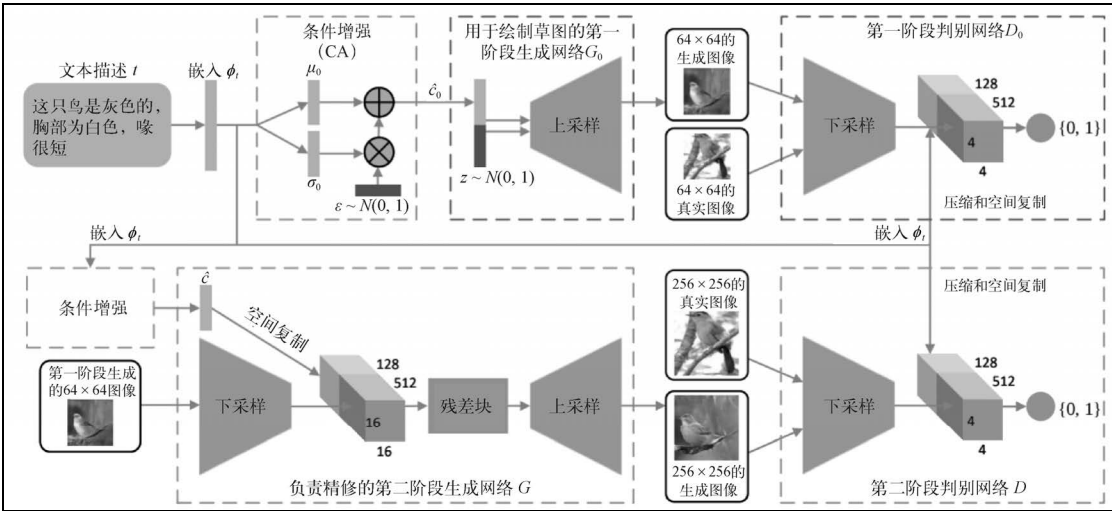 文本描述 t
这只鸟是灰色的，
胸部为白色，喙
很短
嵌入 ϕt
条件增强
（CA）
μ0
σ0
ε ~ N(0, 1)
ĉ0
用于绘制草图的第一
阶段生成网络G0
z ~ N(0, 1)
上采样
64×64的
生成图像
64×64的
真实图像
第一阶段判别网络D0
下采样
128
512
4
4
{0, 1}
压缩和空间复制
嵌入 ϕt
嵌入 ϕt
条件增强
ĉ
空间复制
第一阶段生成
的64×64图像
下采样
128
512
16
16
残差块
上采样
负责精修的第二阶段生成网络 G
256×256的
真实图像
256×256的
生成图像
压缩和空间复制
下采样
128
512
4
4
{0, 1}
第二阶段判别网络 D